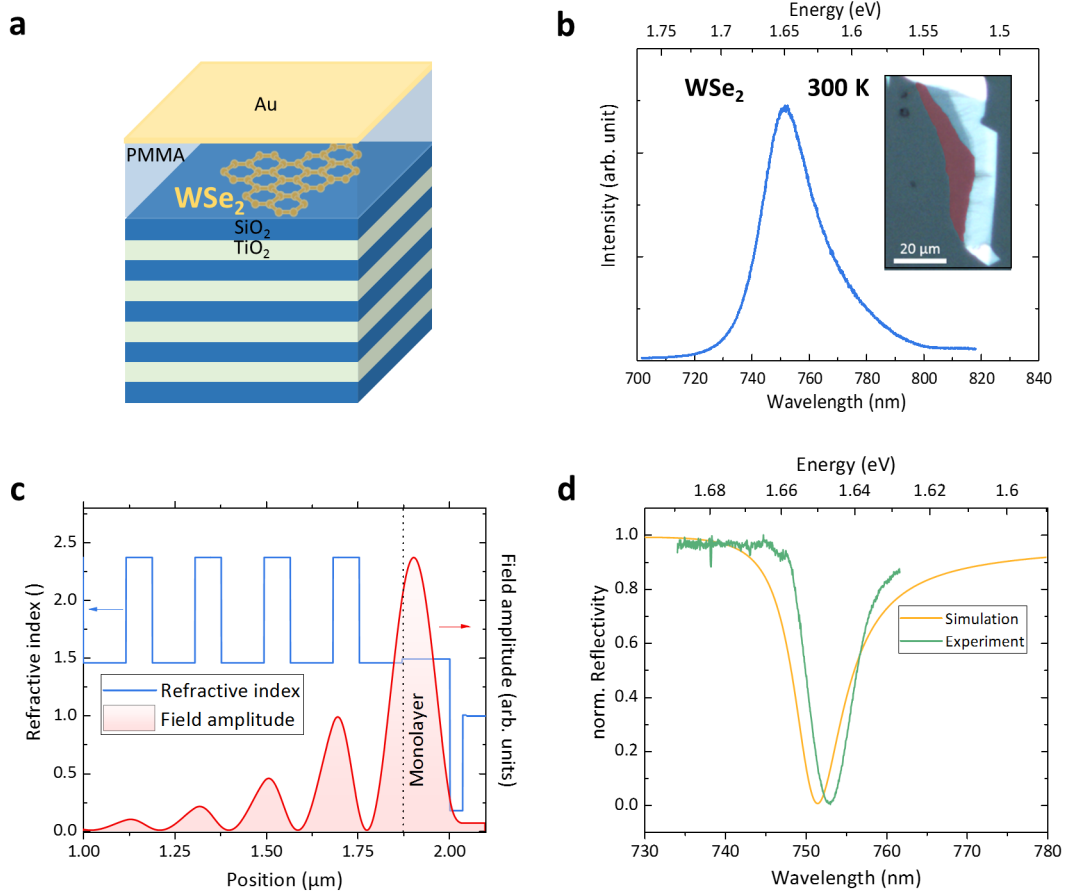 a
Au
PMMA
WSe₂
SiO₂
TiO₂
b
Energy (eV)
1.75 1.7 1.65 1.6 1.55 1.5
WSe₂ 300 K
20 µm
Intensity (arb. unit)
700 720 740 760 780 800 820 840
Wavelength (nm)
c
2.5
2.0
1.5
1.0
0.5
0.0
Refractive index ()
Refractive index
Field amplitude
Monolayer
Field amplitude (arb. units)
1.00 1.25 1.50 1.75 2.00
Position (µm)
d
Energy (eV)
1.68 1.66 1.64 1.62 1.6
1.0
0.8
0.6
0.4
0.2
0.0
norm. Reflectivity
Simulation
Experiment
730 740 750 760 770 780
Wavelength (nm)